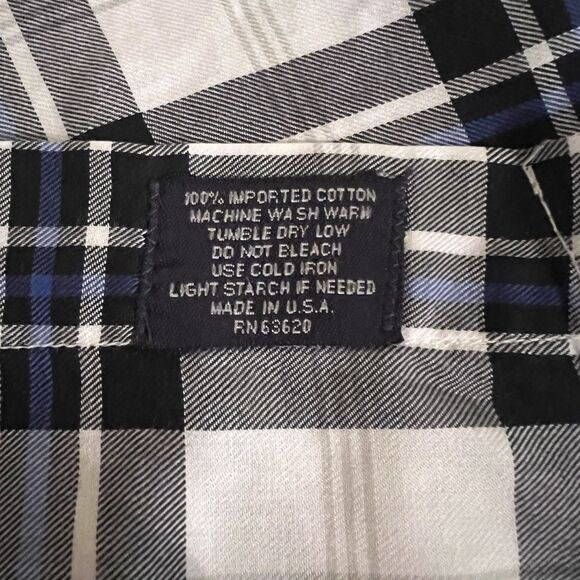 100% IMPORTED COTTON
MACHINE WASH WARM
TUMBLE DRY LOW
DO NOT BLEACH
USE COLD IRON
LIGHT STARCH IF NEEDED
MADE IN U.S.A.
RN 63620